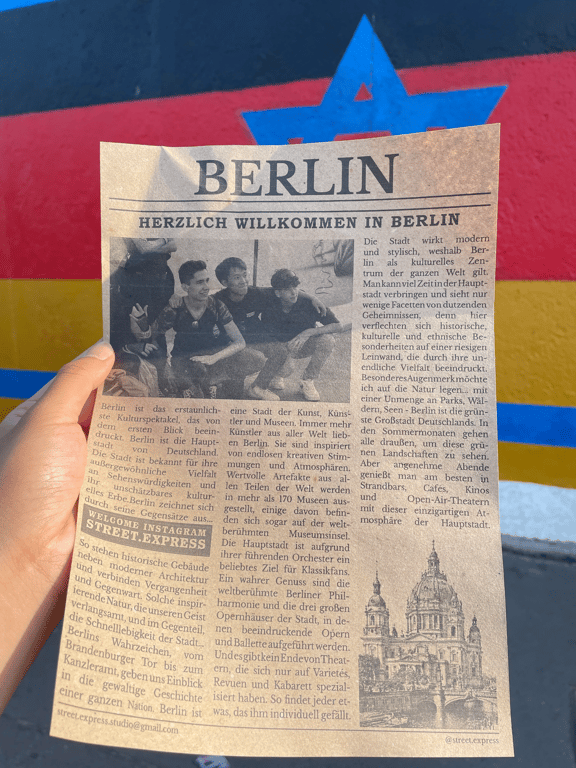 BERLIN
HERZLICH WILLKOMMEN IN BERLIN
Berlin ist das erstaunlich-
ste Kulturspektakel, das von
dem ersten Blick beein-
druckt. Berlin ist die Haupt-
stadt von Deutschland.
Die Stadt ist bekannt für ihre
außergewöhnliche Vielfalt
an Sehenswürdigkeiten und
ihr unschätzbares kultur-
elles Erbe.Berlin zeichnet sich
durch seine Gegensätze aus...
WELCOME INSTAGRAM
STREET.EXPRESS
So stehen historische Gebäude
neben moderner Architektur
und verbinden Vergangenheit
und Gegenwart. Solche inspir-
ierende Natur, die unseren Geist
verlangsamt, und im Gegenteil,
die Schnelllebigkeit der Stadt...
Berlins Wahrzeichen, vom
Brandenburger Tor bis zum
Kanzleramt, geben uns Einblick
in die gewaltige Geschichte
einer ganzen Nation. Berlin ist
eine Stadt der Kunst, Küns-
tler und Museen. Immer mehr
Künstler aus aller Welt lieb-
en Berlin. Sie sind inspiriert
von endlosen kreativen Stim-
mungen und Atmosphären.
Wertvolle Artefakte aus al-
len Teilen der Welt werden
in mehr als 170 Museen aus-
gestellt, einige davon befin-
den sich sogar auf der welt-
berühmten Museumsinsel.
Die Hauptstadt ist aufgrund
ihrer führenden Orchester ein
beliebtes Ziel für Klassikfans.
Ein wahrer Genuss sind die
weltberühmte Berliner Phil-
harmonie und die drei großen
Opernhäuser der Stadt, in de-
nen beeindruckende Opern
und Ballette aufgeführt werden.
Und es gibt kein Ende von Theat-
ern, die sich nur auf Varietés,
Revuen und Kabarett spezial-
isiert haben. So findet jeder et-
was, das ihm individuell gefällt.
Die Stadt wirkt modern
und stylisch, weshalb Ber-
lin als kulturelles Zen-
trum der ganzen Welt gilt.
Man kann viel Zeit in der Haupt-
stadt verbringen und sieht nur
wenige Facetten von dutzenden
Geheimnissen, denn hier
verflechten sich historische,
kulturelle und ethnische Be-
sonderheiten auf einer riesigen
Leinwand, die durch ihre un-
endliche Vielfalt beeindruckt.
Besonderes Augenmerk möchte
ich auf die Natur legen... mit
einer Unmenge an Parks, Wäl-
dern, Seen - Berlin ist die grün-
ste Großstadt Deutschlands. In
den Sommermonaten gehen
alle draußen, um diese grü-
nen Landschaften zu sehen.
Aber angenehme Abende
genießt man am besten in
Strandbars, Cafes, Kinos
und Open-Air-Theatern
mit dieser einzigartigen At-
mosphäre der Hauptstadt.
street.express.studio@gmail.com
@street.express